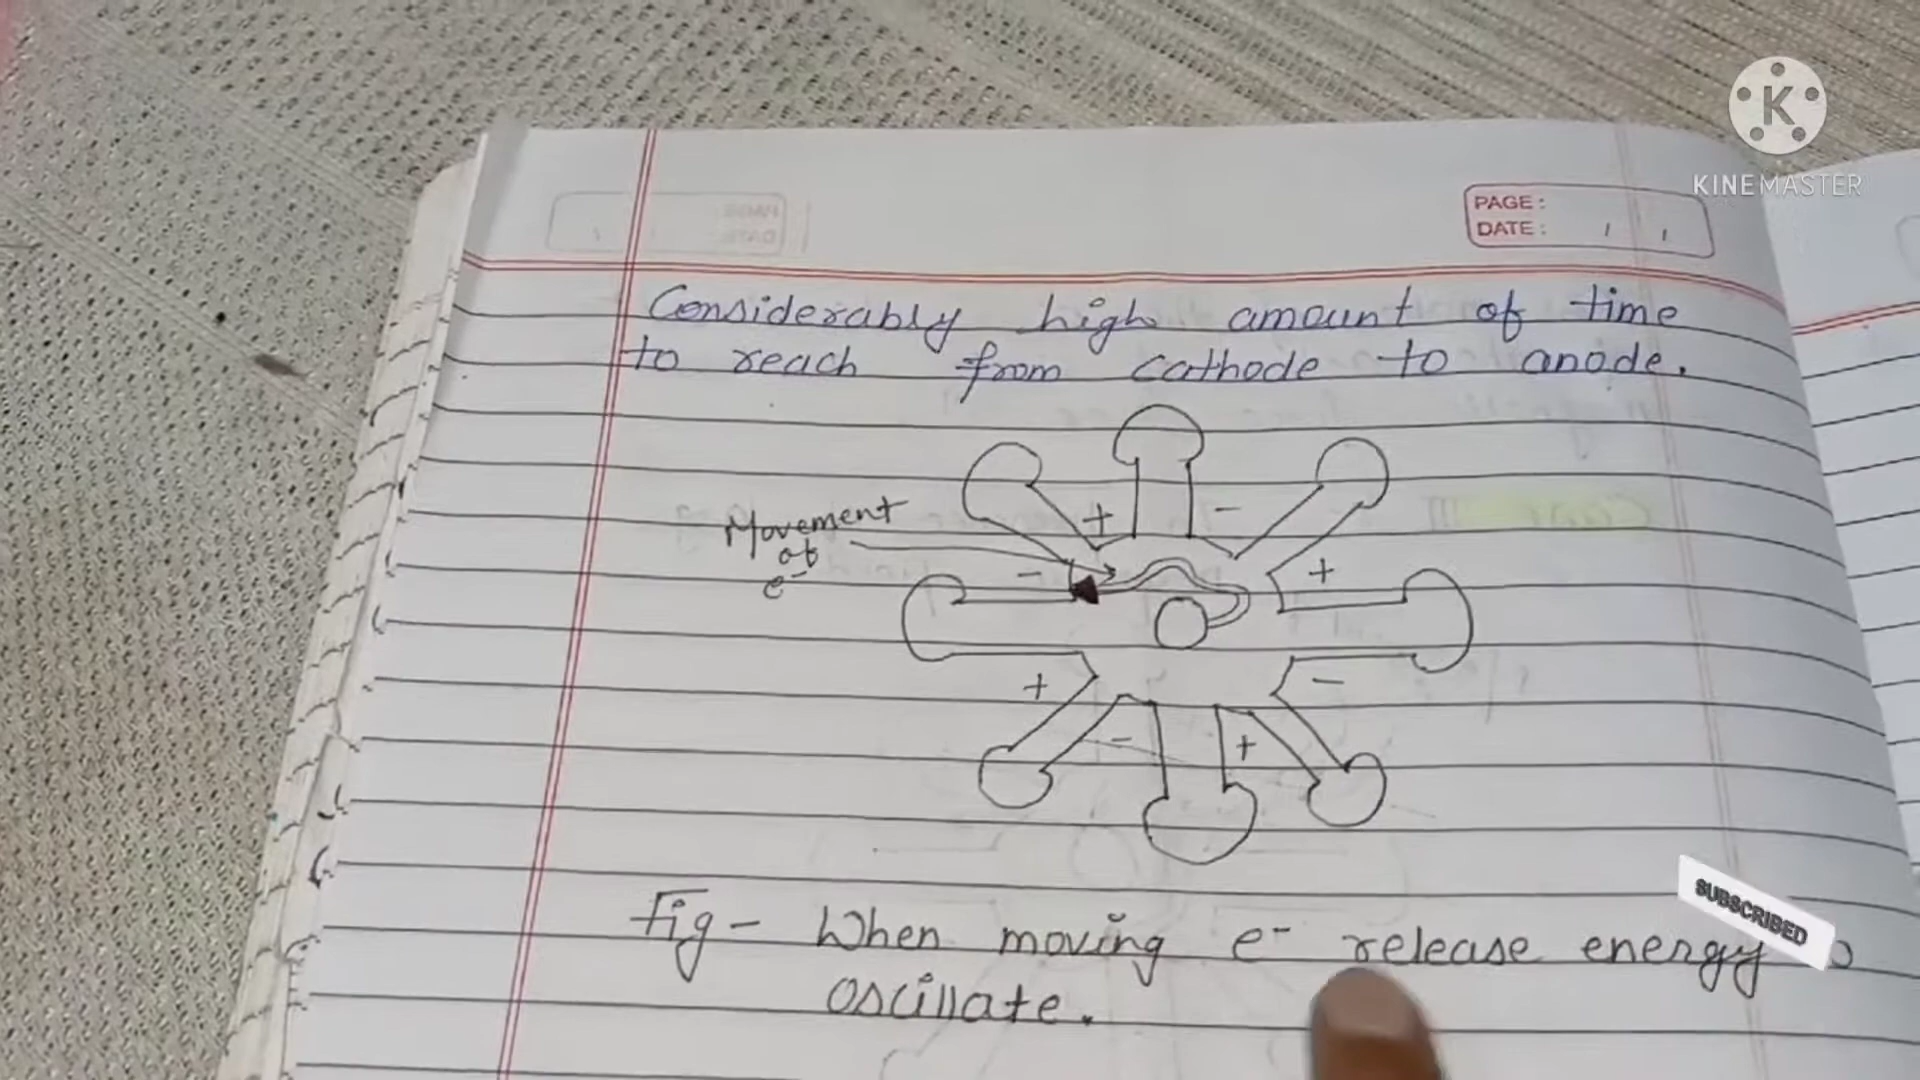 KINEMASTER
PAGE :
DATE :
Considerably high amount of time
to reach from cathode to anode.
Movement
of
e-
+ -
- +
+ -
- +
Fig - When moving e- release energy
oscillate.
SUBSCRIBED